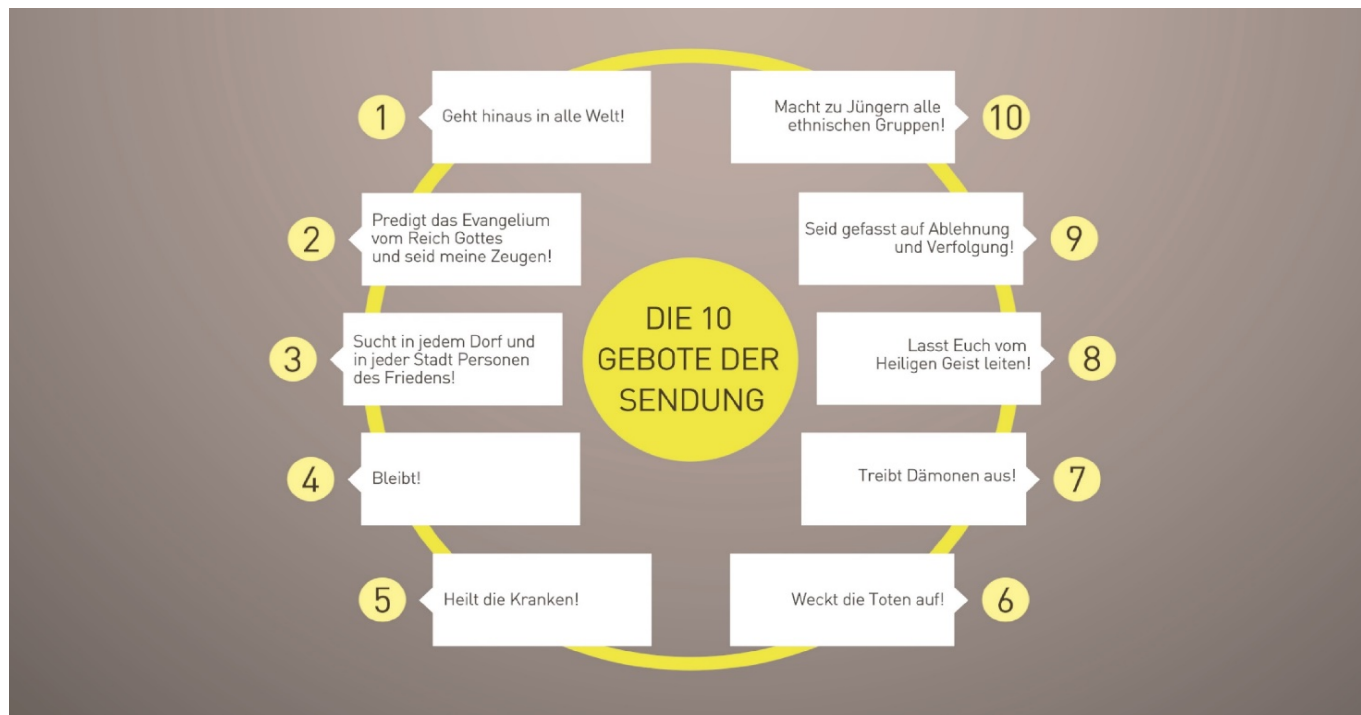 DIE 10
GEBOTE DER
SENDUNG
1
Geht hinaus in alle Welt!
2
Predigt das Evangelium
vom Reich Gottes
und seid meine Zeugen!
3
Sucht in jedem Dorf und
in jeder Stadt Personen
des Friedens!
4
Bleibt!
5
Heilt die Kranken!
6
Weckt die Toten auf!
7
Treibt Dämonen aus!
8
Lasst Euch vom
Heiligen Geist leiten!
9
Seid gefasst auf Ablehnung
und Verfolgung!
10
Macht zu Jüngern alle
ethnischen Gruppen!